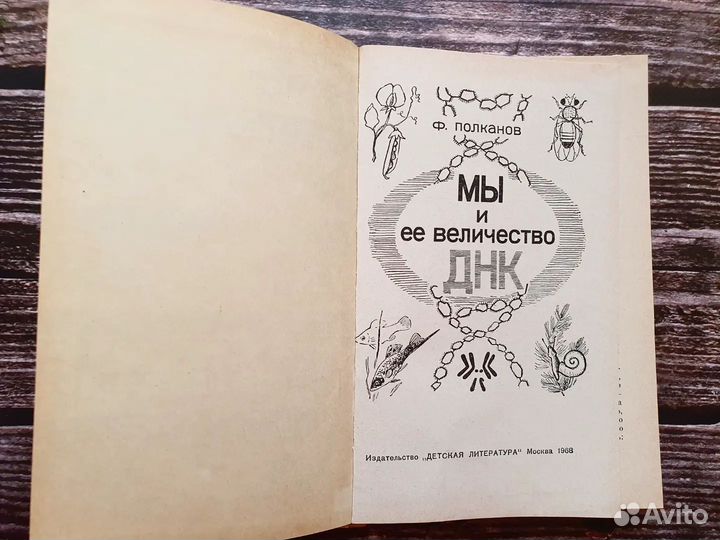 Ф. ПОЛКАНОВ
МЫ
и
ее величество
ДНК
Издательство „ДЕТСКАЯ ЛИТЕРАТУРА" Москва 1968
Avito